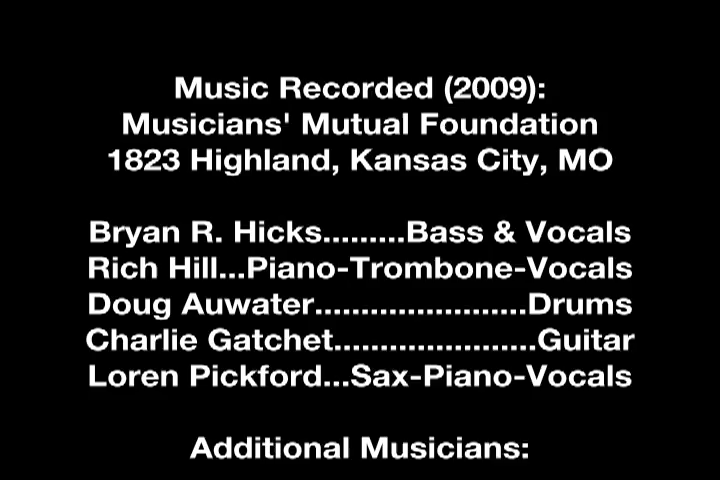 Music Recorded (2009):
Musicians' Mutual Foundation
1823 Highland, Kansas City, MO
Bryan R. Hicks.........Bass & Vocals
Rich Hill...Piano-Trombone-Vocals
Doug Auwater.......................Drums
Charlie Gatchet......................Guitar
Loren Pickford...Sax-Piano-Vocals
Additional Musicians: